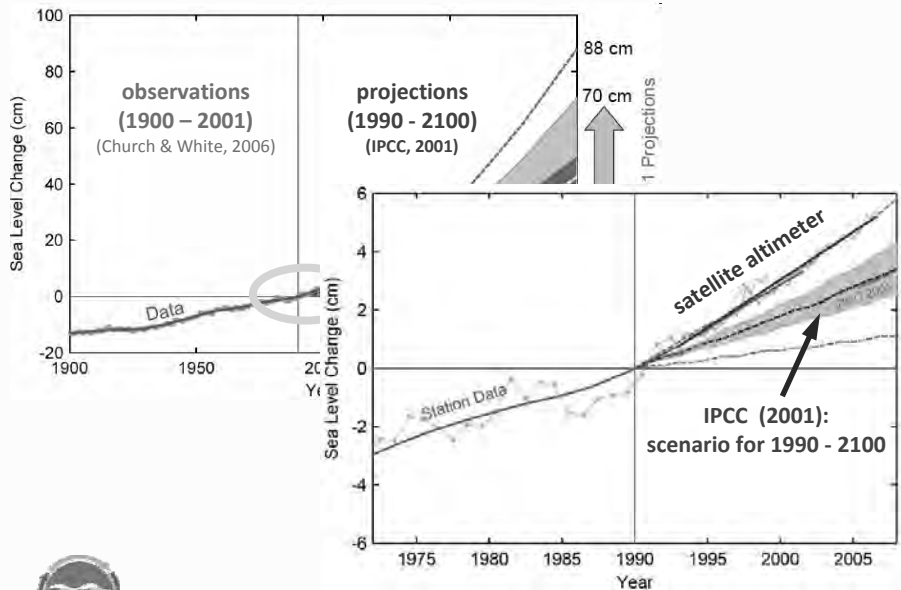 100
80
60
40
20
0
-20
Sea Level Change (cm)
observations
(1900 – 2001)
(Church & White, 2006)
projections
(1990 - 2100)
(IPCC, 2001)
88 cm
70 cm
1 Projections
Data
1900
1950
6
4
2
0
-2
-4
-6
Sea Level Change (cm)
satellite altimeter
Station Data
IPCC (2001):
scenario for 1990 - 2100
1975
1980
1985
1990
1995
2000
2005
Year